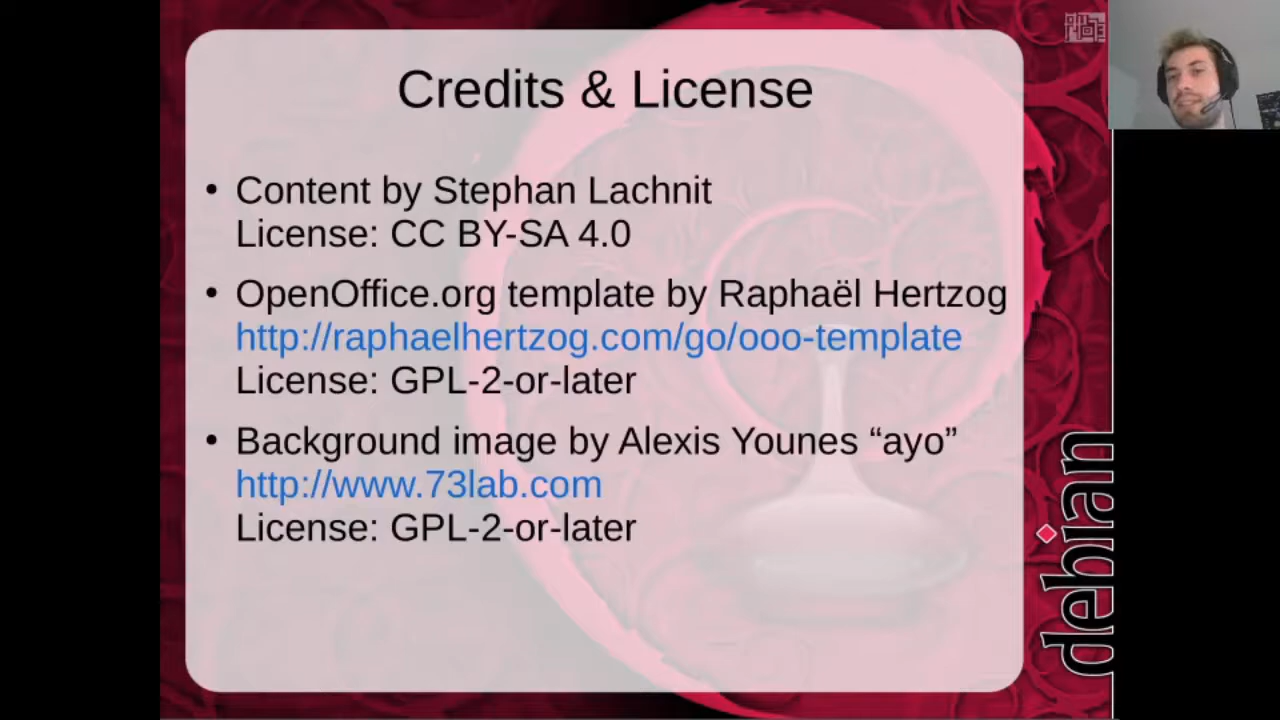 Credits & License
• Content by Stephan Lachnit
License: CC BY-SA 4.0
• OpenOffice.org template by Raphaël Hertzog
http://raphaelhertzog.com/go/ooo-template
License: GPL-2-or-later
• Background image by Alexis Younes “ayo”
http://www.73lab.com
License: GPL-2-or-later
debian